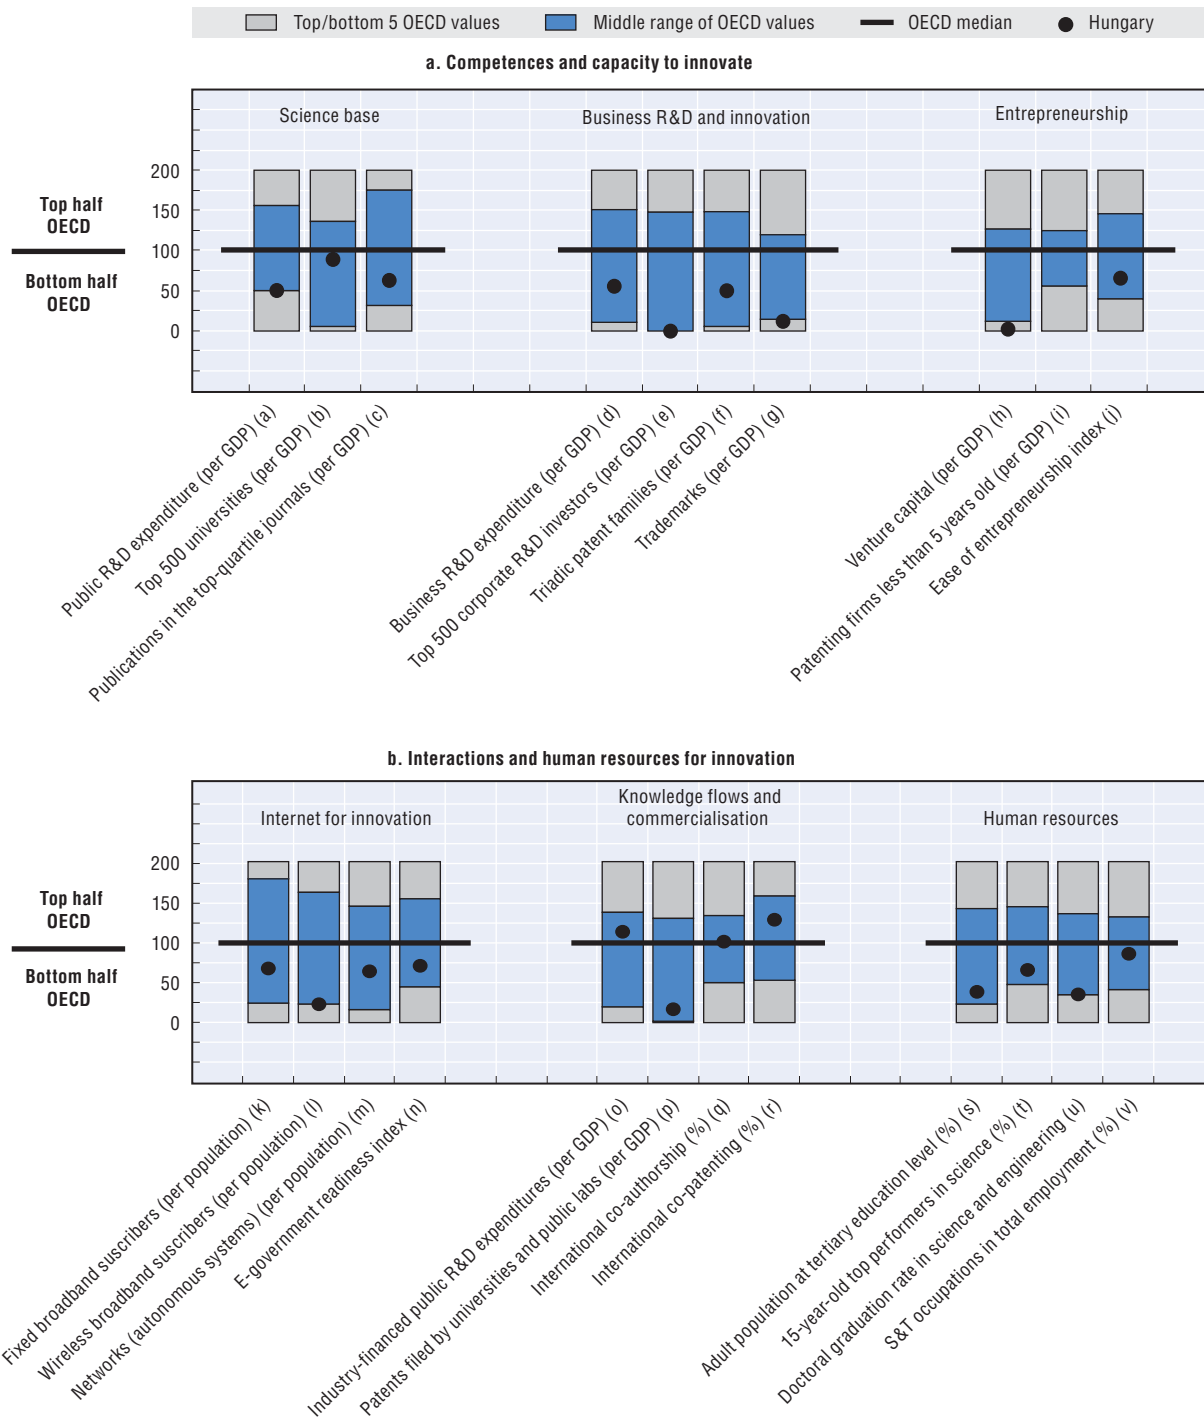 Top/bottom 5 OECD values Middle range of OECD values OECD median Hungary
a. Competences and capacity to innovate
Science base Business R&D and innovation Entrepreneurship
200
150
100
50
0
Top half
OECD
Bottom half
OECD
Public R&D expenditure (per GDP) (a)
Top 500 universities (per GDP) (b)
Publications in the top-quartile journals (per GDP) (c)
Business R&D expenditure (per GDP) (d)
Top 500 corporate R&D investors (per GDP) (e)
Triadic patent families (per GDP) (f)
Trademarks (per GDP) (g)
Venture capital (per GDP) (h)
Patenting firms less than 5 years old (per GDP) (i)
Ease of entrepreneurship index (j)
b. Interactions and human resources for innovation
Internet for innovation
Knowledge flows and
commercialisation
Human resources
200
150
100
50
0
Top half
OECD
Bottom half
OECD
Fixed broadband suscribers (per population) (k)
Wireless broadband suscribers (per population) (l)
Networks (autonomous systems) (per population) (m)
E-government readiness index (n)
Industry-financed public R&D expenditures (per GDP) (o)
Patents filed by universities and public labs (per GDP) (p)
International co-authorship (%) (q)
International co-patenting (%) (r)
Adult population at tertiary education level (%) (s)
15-year-old top performers in science (%) (t)
Doctoral graduation rate in science and engineering (u)
S&T occupations in total employment (%) (v)